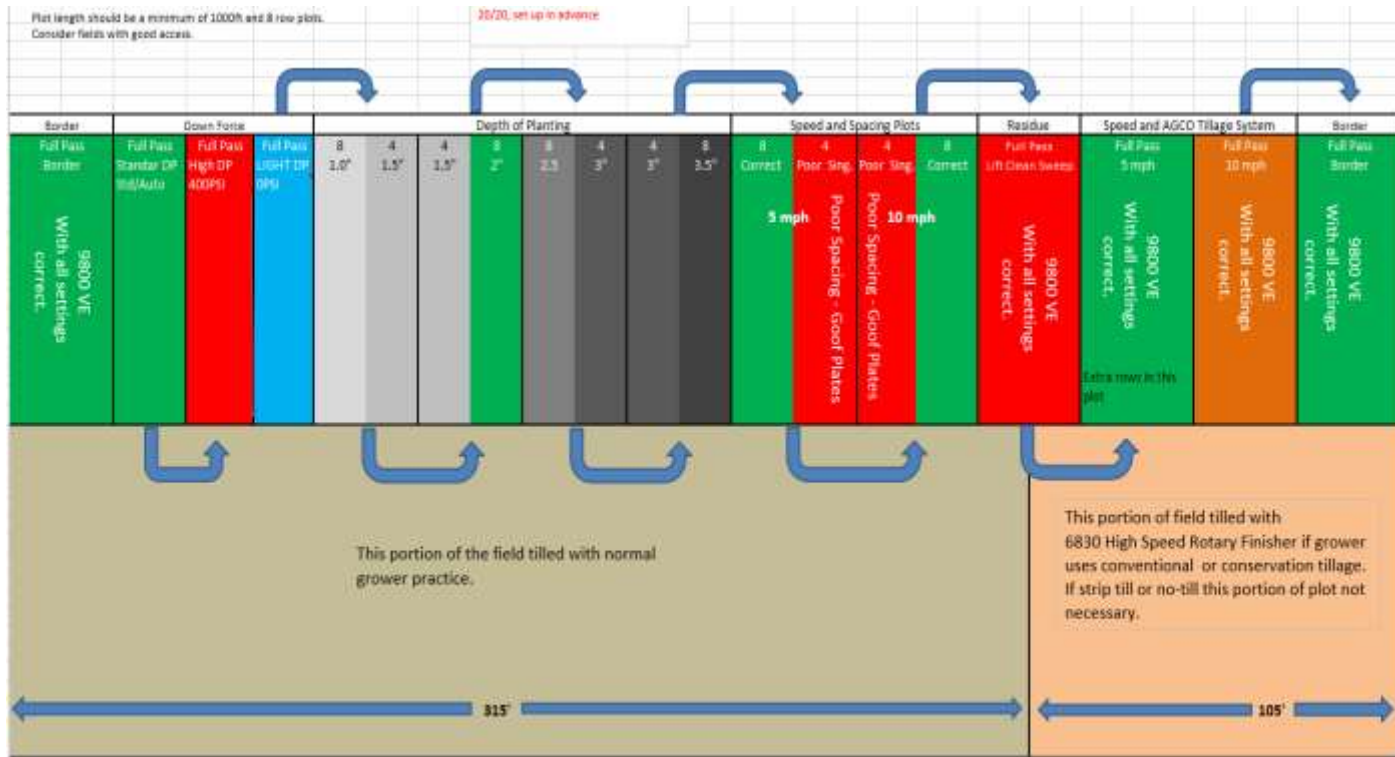 Plot length should be a minimum of 1000ft and 8 row plots.
Consider fields with good access.
20/20, set up in advance
Border
Down Force
Depth of Planting
Speed and Spacing Plots
Residue
Speed and AGCO Tillage System
Border
Full Pass
Border
Full Pass
Standar DP
Std/Auto
Full Pass
High DP
400PSI
Full Pass
LIGHT DP
0PSI
8
1.0"
4
1.5"
4
1.5"
8
2"
8
2.5
4
3"
4
3"
8
3.5"
8
Correct
4
Poor Sing.
4
Poor Sing.
8
Correct
Full Pass
Lift Clean Sweep
Full Pass
5 mph
Full Pass
10 mph
Full Pass
Border
5 mph
10 mph
9800 VE
With all settings
correct.
Poor Spacing - Goof Plates
Poor Spacing - Goof Plates
9800 VE
With all settings
correct.
9800 VE
With all settings
correct.
9800 VE
With all settings
correct.
9800 VE
With all settings
correct.
Extra rows in this
plot
This portion of the field tilled with normal
grower practice.
This portion of field tilled with
6830 High Speed Rotary Finisher if grower
uses conventional or conservation tillage.
If strip till or no-till this portion of plot not
necessary.
315'
105'